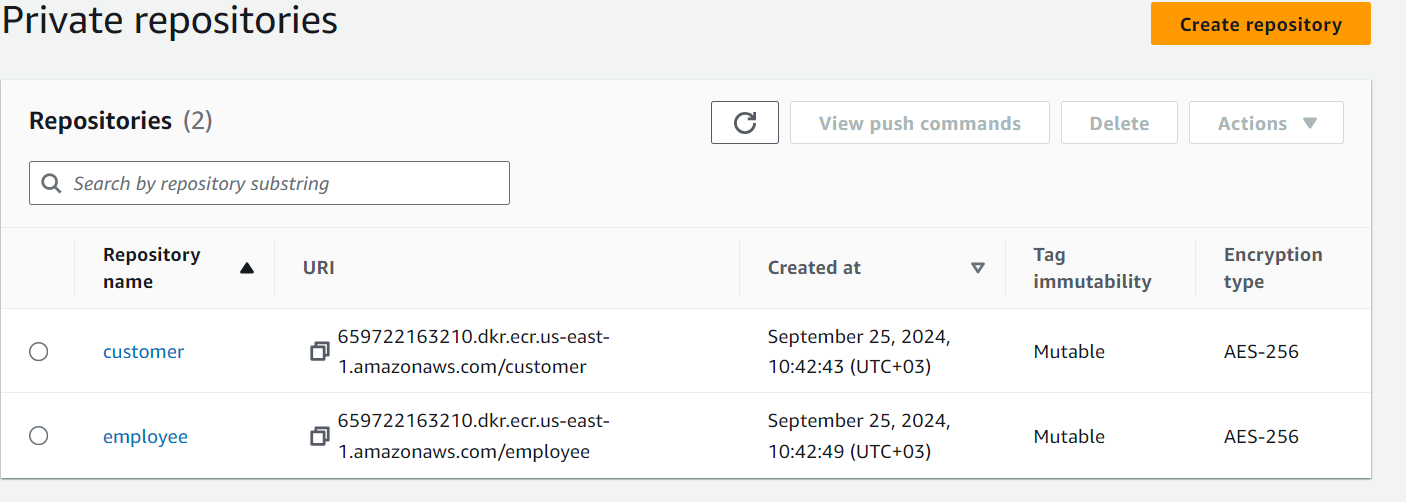 Private repositories
Create repository
Repositories (2)
View push commands
Delete
Actions
Search by repository substring
Repository name
URI
Created at
Tag immutability
Encryption type
customer
659722163210.dkr.ecr.us-east-
1.amazonaws.com/customer
September 25, 2024,
10:42:43 (UTC+03)
Mutable
AES-256
employee
659722163210.dkr.ecr.us-east-
1.amazonaws.com/employee
September 25, 2024,
10:42:49 (UTC+03)
Mutable
AES-256